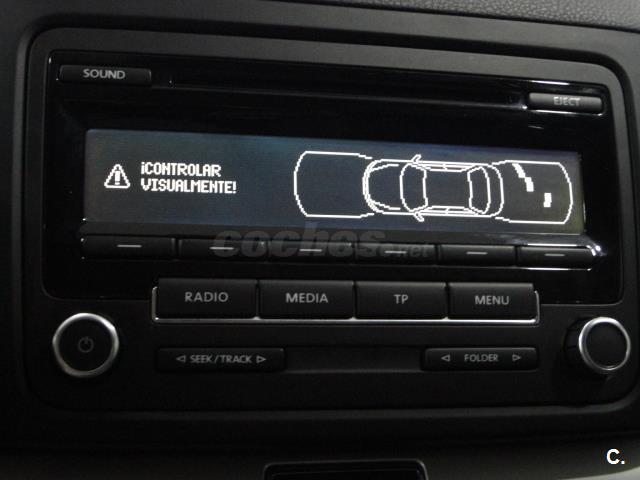 SOUND
EJECT
¡CONTROLAR
VISUALMENTE!
coches.net
RADIO
MEDIA
TP
MENU
SEEK/TRACK
FOLDER
C.